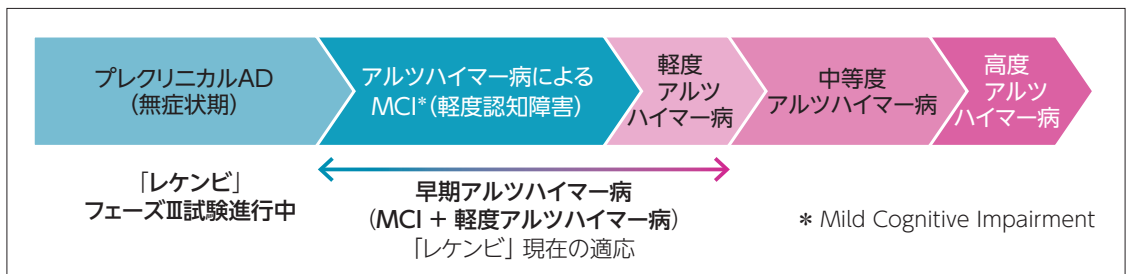 プレクリニカルAD
(無症状期)
アルツハイマー病による
MCI*(軽度認知障害)
軽度
アルツ
ハイマー病
中等度
アルツハイマー病
高度
アルツ
ハイマー病
「レケンビ」
フェーズⅢ試験進行中
早期アルツハイマー病
(MCI + 軽度アルツハイマー病)
「レケンビ」現在の適応
* Mild Cognitive Impairment